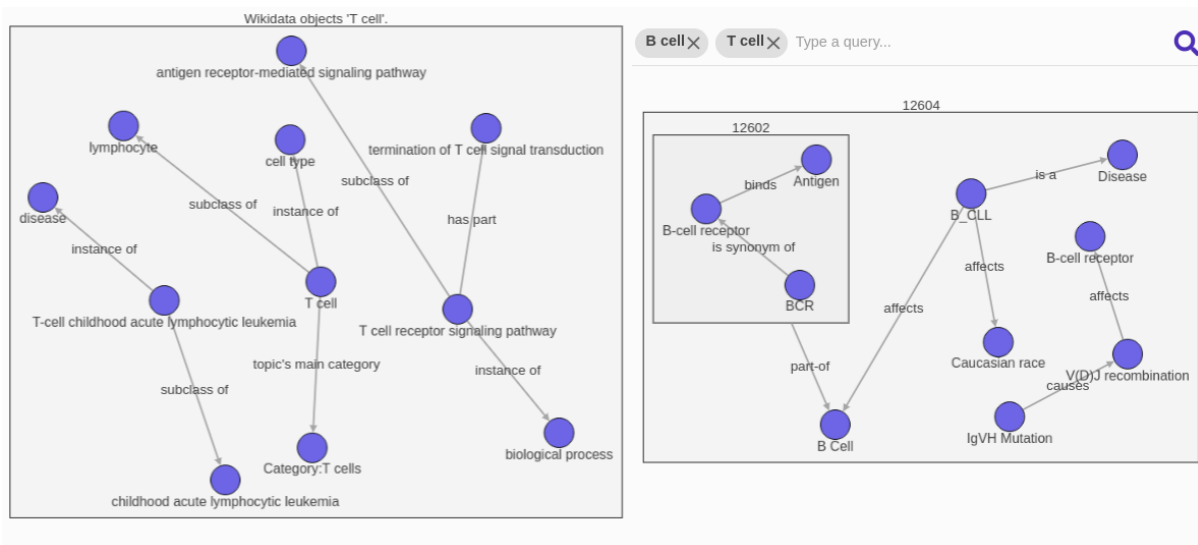 Wikidata objects 'T cell'.
antigen receptor-mediated signaling pathway
lymphocyte
cell type
termination of T cell signal transduction
subclass of
disease
subclass of
instance of
has part
instance of
T cell
T-cell childhood acute lymphocytic leukemia
T cell receptor signaling pathway
topic's main category
instance of
subclass of
biological process
Category:T cells
childhood acute lymphocytic leukemia
B cell
T cell
Type a query...
12604
12602
Antigen
binds
is a
Disease
B_CLL
B-cell receptor
is synonym of
B-cell receptor
affects
BCR
affects
affects
part-of
Caucasian race
V(D)J recombination
causes
IgVH Mutation
B Cell